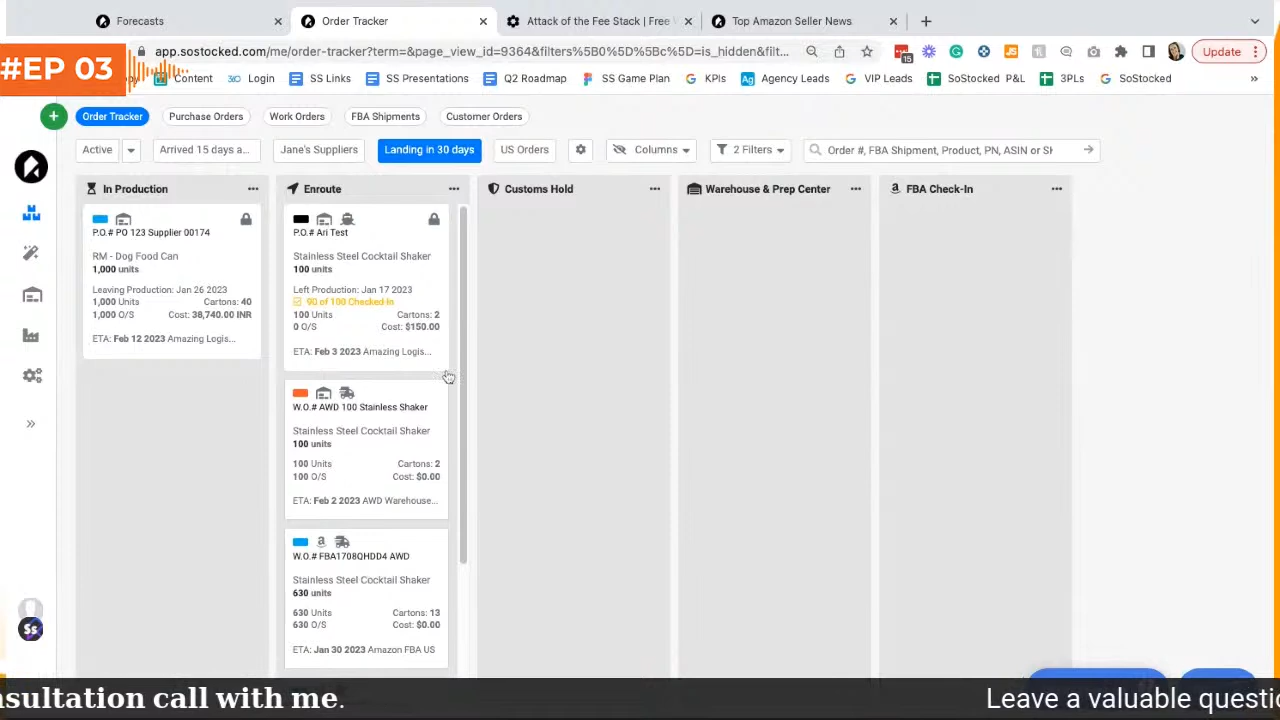 Forecasts
Order Tracker
Attack of the Fee Stack | Free
Top Amazon Seller News
#EP 03
app.sostocked.com/me/order-tracker?term=&page_view_id=9364&filters%5B0%5D%5Bc%5D=is_hidden&filt...
15
Update
Content
Login
SS Links
SS Presentations
Q2 Roadmap
SS Game Plan
KPIs
Agency Leads
VIP Leads
SoStocked P&L
3PLs
SoStocked
»
Order Tracker
Purchase Orders
Work Orders
FBA Shipments
Customer Orders
Active
Arrived 15 days a...
Jane's Suppliers
Landing in 30 days
US Orders
Columns
2 Filters
Order #, FBA Shipment, Product, PN, ASIN or SK
In Production
Enroute
Customs Hold
Warehouse & Prep Center
FBA Check-In
P.O.# PO 123 Supplier 00174
RM - Dog Food Can
1,000 units
Leaving Production: Jan 26 2023
1,000 Units Cartons: 40
1,000 O/S Cost: 38,740.00 INR
ETA: Feb 12 2023 Amazing Logis...
P.O.# Ari Test
Stainless Steel Cocktail Shaker
100 units
Left Production: Jan 17 2023
90 of 100 Checked-In
100 Units Cartons: 2
0 O/S Cost: $150.00
ETA: Feb 3 2023 Amazing Logis...
W.O.# AWD 100 Stainless Shaker
Stainless Steel Cocktail Shaker
100 units
100 Units Cartons: 2
100 O/S Cost: $0.00
ETA: Feb 2 2023 AWD Warehouse...
W.O.# FBA1708QHDD4 AWD
Stainless Steel Cocktail Shaker
630 units
630 Units Cartons: 13
630 O/S Cost: $0.00
ETA: Jan 30 2023 Amazon FBA US
Ss
nsultation call with me.
Leave a valuable questi